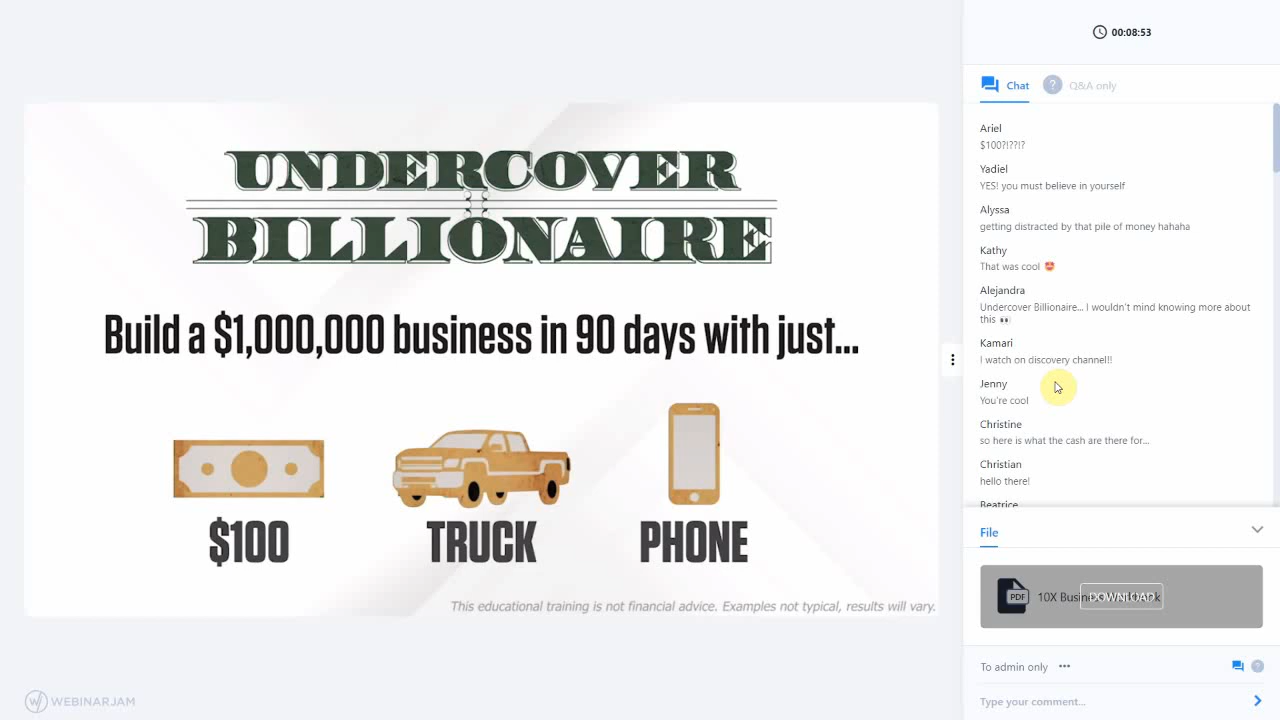 00:08:53
Chat
? Q&A only
UNDERCOVER
BILLIONAIRE
Build a $1,000,000 business in 90 days with just...
$100
TRUCK
PHONE
This educational training is not financial advice. Examples not typical, results will vary.
WEBINARJAM
Ariel
$100?!??!?
Yadiel
YES! you must believe in yourself
Alyssa
getting distracted by that pile of money hahaha
Kathy
That was cool 🤩
Alejandra
Undercover Billionaire... I wouldn't mind knowing more about
this 👀
Kamari
I watch on discovery channel!!
Jenny
You're cool
Christine
so here is what the cash are there for...
Christian
hello there!
Beatrice
File
PDF
10X
DOWNLOAD
To admin only
?
Type your comment...